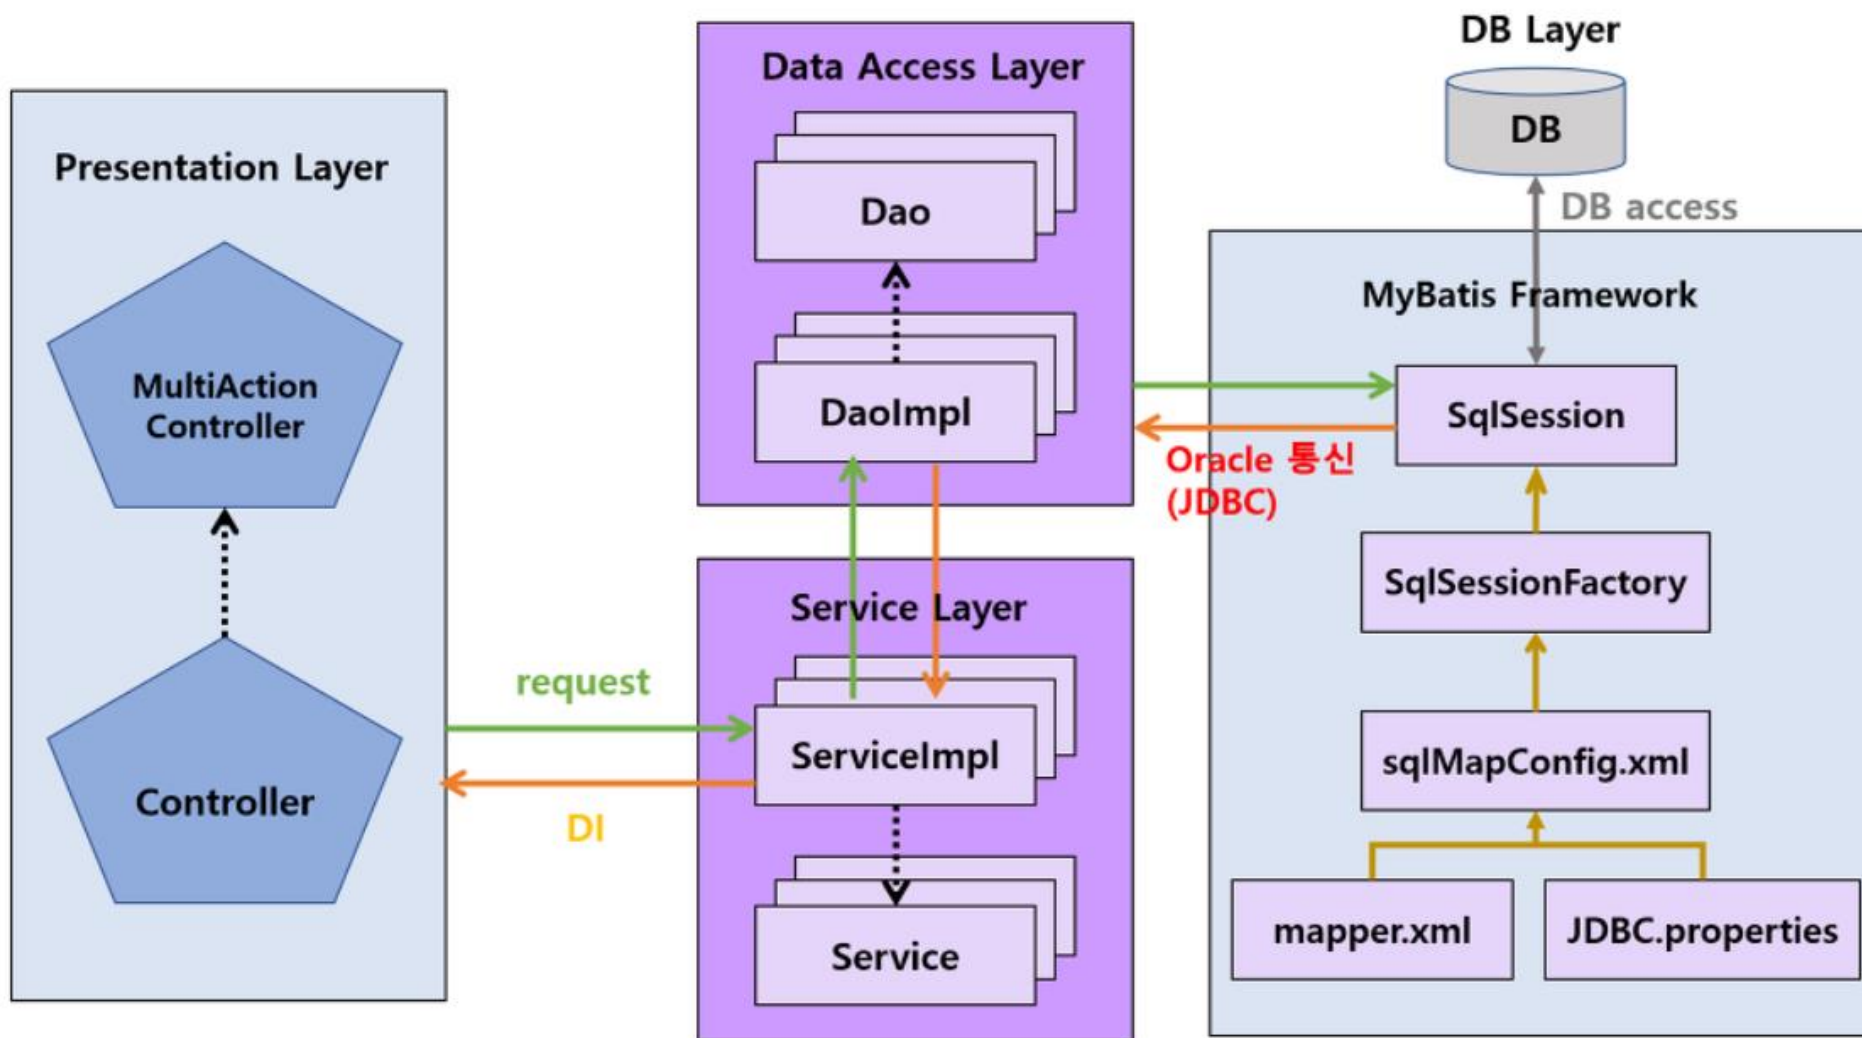 Presentation Layer
MultiAction
Controller
Controller
request
DI
Data Access Layer
Dao
DaoImpl
Service Layer
ServiceImpl
Service
DB Layer
DB
DB access
MyBatis Framework
SqlSession
Oracle 통신
(JDBC)
SqlSessionFactory
sqlMapConfig.xml
mapper.xml
JDBC.properties